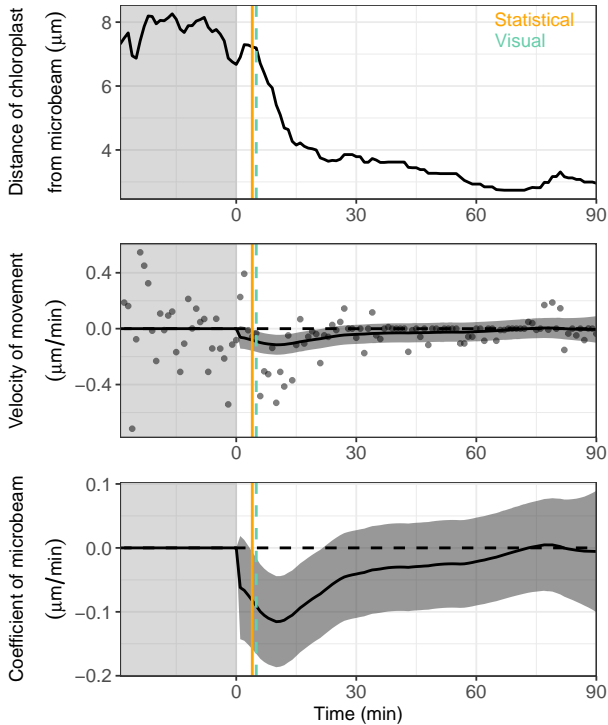 Distance of chloroplast
from microbeam (μm)
8
6
4
Statistical
Visual
0
30
60
90
Velocity of movement
(μm/min)
0.4
0.0
−0.4
0
30
60
90
Coefficient of microbeam
(μm/min)
0.1
0.0
−0.1
−0.2
0
30
60
90
Time (min)